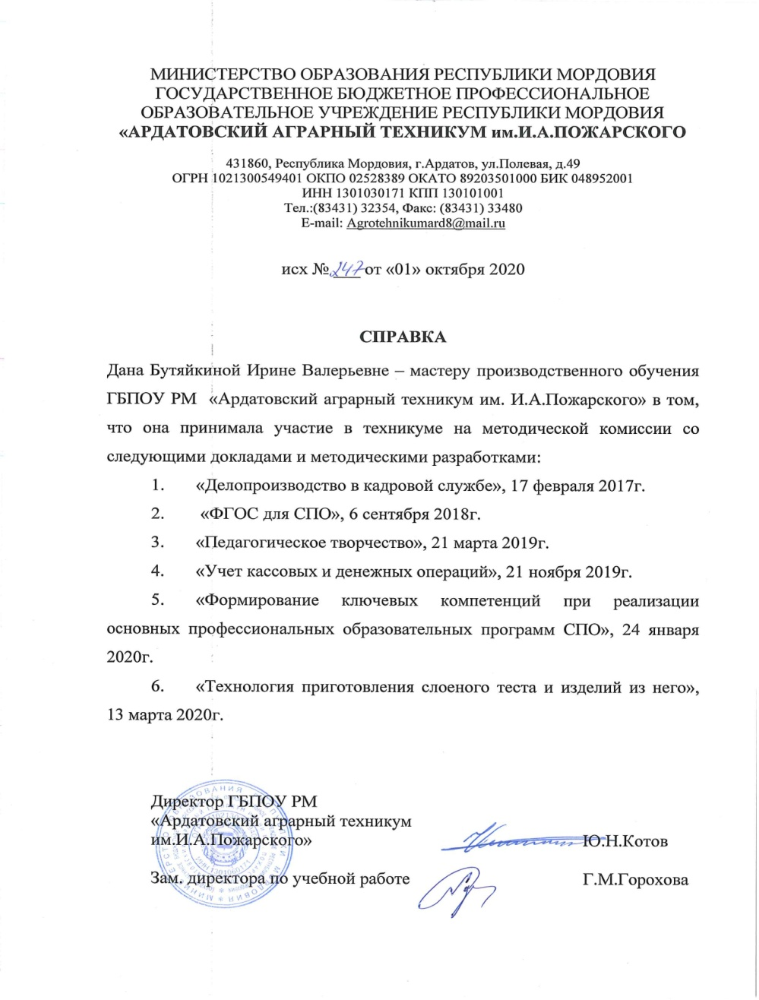 МИНИСТЕРСТВО ОБРАЗОВАНИЯ РЕСПУБЛИКИ МОРДОВИЯ
ГОСУДАРСТВЕННОЕ БЮДЖЕТНОЕ ПРОФЕССИОНАЛЬНОЕ
ОБРАЗОВАТЕЛЬНОЕ УЧРЕЖДЕНИЕ РЕСПУБЛИКИ МОРДОВИЯ
«АРДАТОВСКИЙ АГРАРНЫЙ ТЕХНИКУМ им.И.А.ПОЖАРСКОГО
431860, Республика Мордовия, г.Ардатов, ул.Полевая, д.49
ОГРН 1021300549401 ОКПО 02528389 ОКАТО 89203501000 БИК 048952001
ИНН 1301030171 КПП 130101001
Тел.:(83431) 32354, Факс: (83431) 33480
E-mail: Agrotehnikumard8@mail.ru
исх № 247 от «01» октября 2020
СПРАВКА
Дана Бутяйкиной Ирине Валерьевне – мастеру производственного обучения
ГБПОУ РМ «Ардатовский аграрный техникум им. И.А.Пожарского» в том,
что она принимала участие в техникуме на методической комиссии со
следующими докладами и методическими разработками:
1. «Делопроизводство в кадровой службе», 17 февраля 2017г.
2. «ФГОС для СПО», 6 сентября 2018г.
3. «Педагогическое творчество», 21 марта 2019г.
4. «Учет кассовых и денежных операций», 21 ноября 2019г.
5. «Формирование ключевых компетенций при реализации
основных профессиональных образовательных программ СПО», 24 января
2020г.
6. «Технология приготовления слоеного теста и изделий из него»,
13 марта 2020г.
Директор ГБПОУ РМ
«Ардатовский аграрный техникум
им.И.А.Пожарского» Ю.Н.Котов
Зам. директора по учебной работе Г.М.Горохова